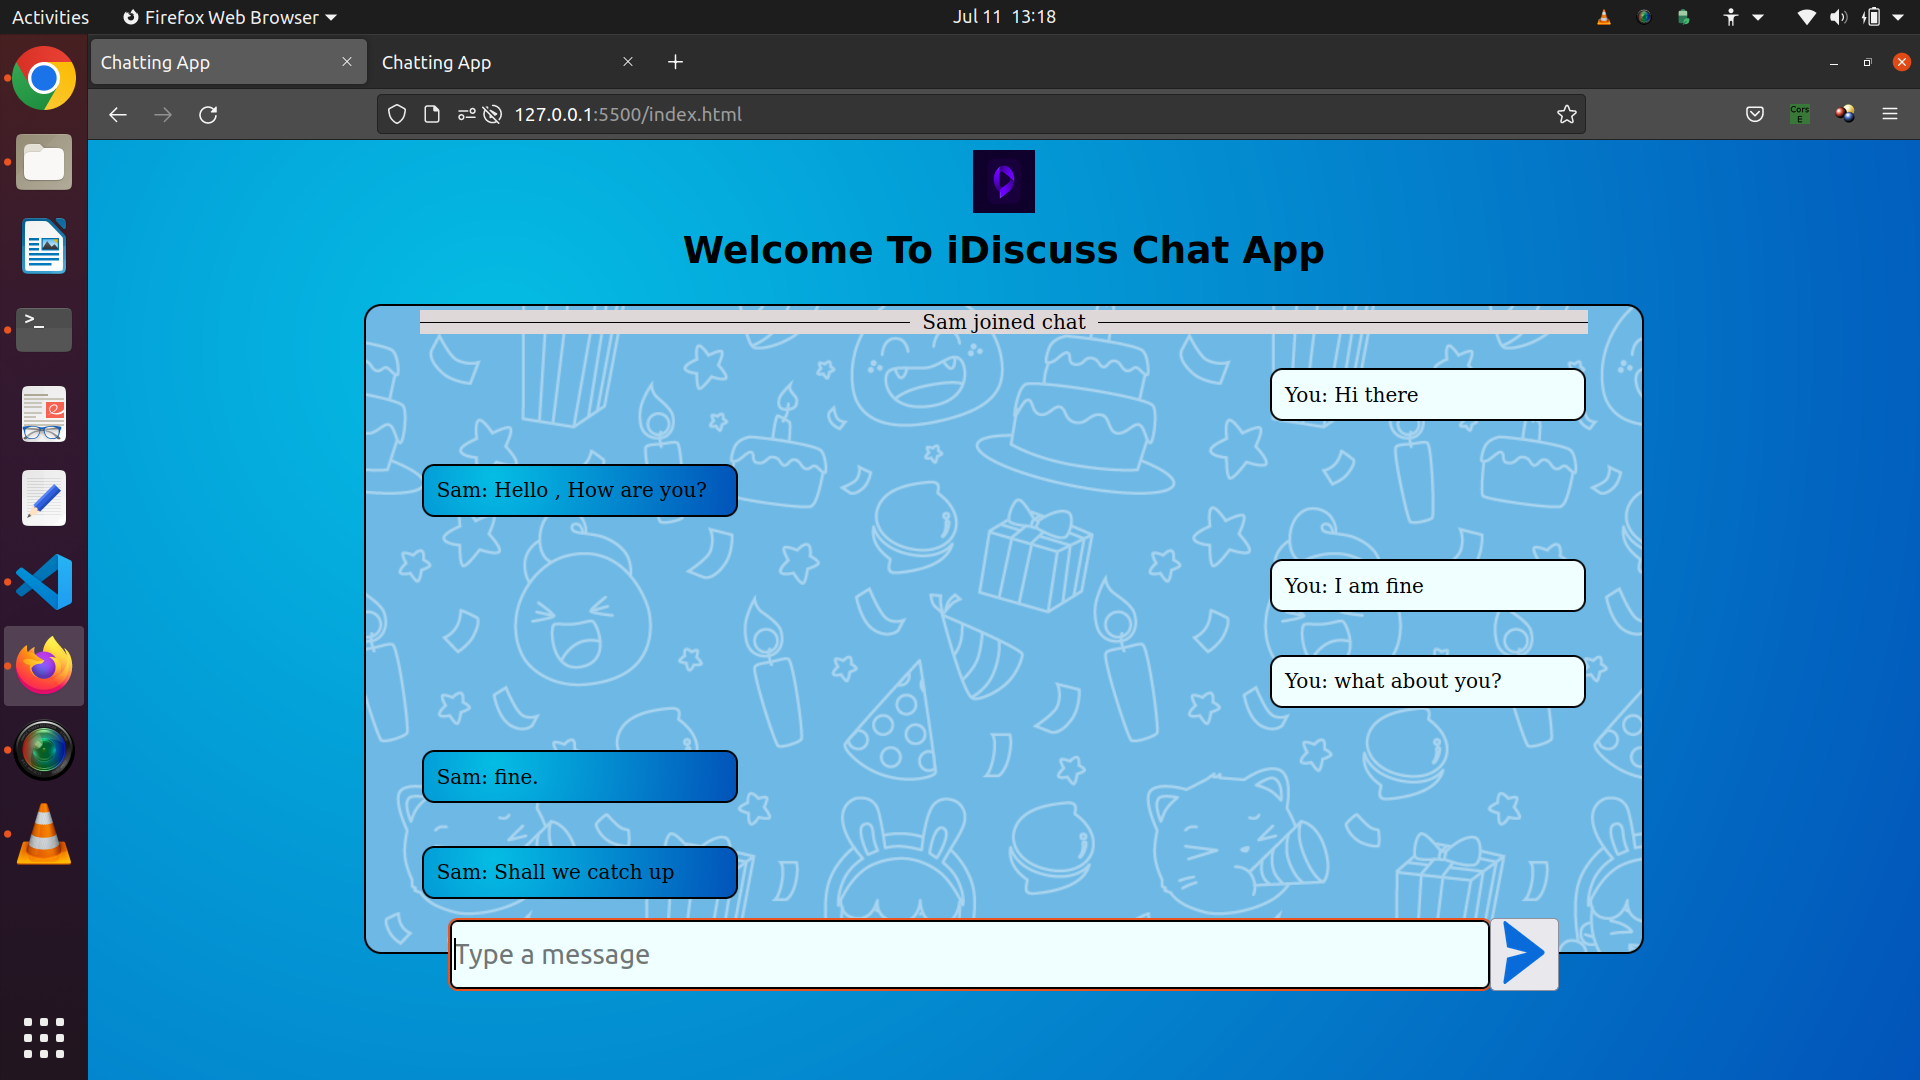 Activities
Firefox Web Browser
Jul 11 13:18
Chatting App
Chatting App
127.0.0.1:5500/index.html
Cors
E
Welcome To iDiscuss Chat App
Sam joined chat
You: Hi there
Sam: Hello , How are you?
You: I am fine
You: what about you?
Sam: fine.
Sam: Shall we catch up
Type a message